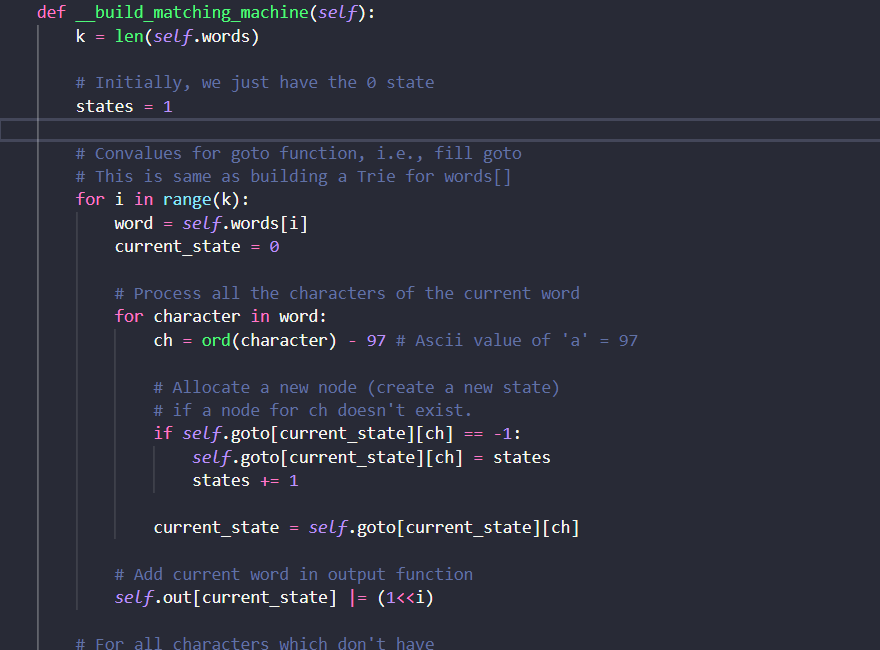 def __build_matching_machine(self):
    k = len(self.words)

    # Initially, we just have the 0 state
    states = 1

    # Convalues for goto function, i.e., fill goto
    # This is same as building a Trie for words[]
    for i in range(k):
        word = self.words[i]
        current_state = 0

        # Process all the characters of the current word
        for character in word:
            ch = ord(character) - 97 # Ascii value of 'a' = 97

            # Allocate a new node (create a new state)
            # if a node for ch doesn't exist.
            if self.goto[current_state][ch] == -1:
                self.goto[current_state][ch] = states
                states += 1

            current_state = self.goto[current_state][ch]

        # Add current word in output function
        self.out[current_state] |= (1<<i)

    # For all characters which don't have